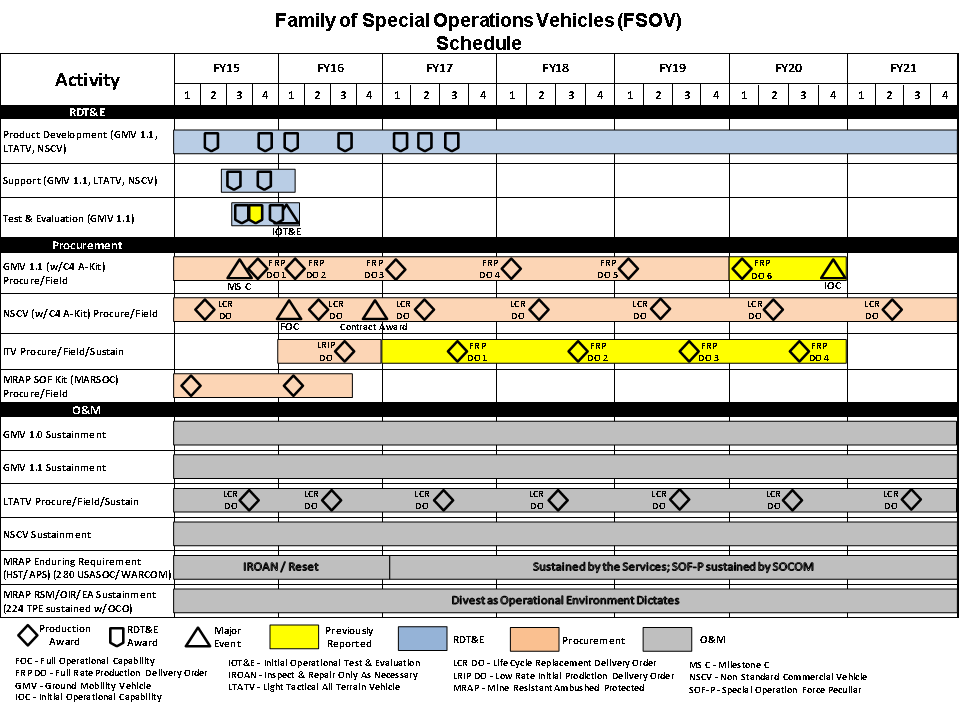 Family of Special Operations Vehicles (FSOV)
Schedule
Activity
FY15 FY16 FY17 FY18 FY19 FY20 FY21
1 2 3 4 1 2 3 4 1 2 3 4 1 2 3 4 1 2 3 4 1 2 3 4 1 2 3 4
RDT&E
Product Development (GMV 1.1,
LTATV, NSCV)
Support (GMV 1.1, LTATV, NSCV)
Test & Evaluation (GMV 1.1)
IOT&E
Procurement
GMV 1.1 (w/C4 A-Kit)
Procure/Field
FRP FRP FRP FRP FRP FRP
DO 1 DO 2 DO 3 DO 4 DO 5 DO 6
MS C IOC
NSCV (w/C4 A-Kit) Procure/Field
LCR LCR LCR LCR LCR LCR LCR
DO DO DO DO DO DO DO
FOC Contract Award
ITV Procure/Field/Sustain
LRIP FRP FRP FRP FRP
DO DO 1 DO 2 DO 3 DO 4
MRAP SOF Kit (MARSOC)
Procure/Field
O&M
GMV 1.0 Sustainment
GMV 1.1 Sustainment
LTATV Procure/Field/Sustain
LCR LCR LCR LCR LCR LCR LCR
DO DO DO DO DO DO DO
NSCV Sustainment
MRAP Enduring Requirement
(HST/APS) (280 USASOC/WARCOM)
IROAN / Reset Sustained by the Services; SOF-P sustained by SOCOM
MRAP RSM/OIR/EA Sustainment
(224 TPE sustained w/OCO)
Divest as Operational Environment Dictates
Production
Award
RDT&E
Award
Major
Event
Previously
Reported
RDT&E
Procurement
O&M
FOC - Full Operational Capability
FRP DO - Full Rate Production Delivery Order
GMV - Ground Mobility Vehicle
IOC - Initial Operational Capability
IOT&E - Initial Operational Test & Evaluation
IROAN - Inspect & Repair Only As Necessary
LTATV - Light Tactical All Terrain Vehicle
LCR DO - Life Cycle Replacement Delivery Order
LRIP DO - Low Rate Initial Prodction Delivery Order
MRAP - Mine Resistant Ambushed Protected
MS C - Milestone C
NSCV - Non Standard Commercial Vehicle
SOF-P - Special Operation Force Peculiar